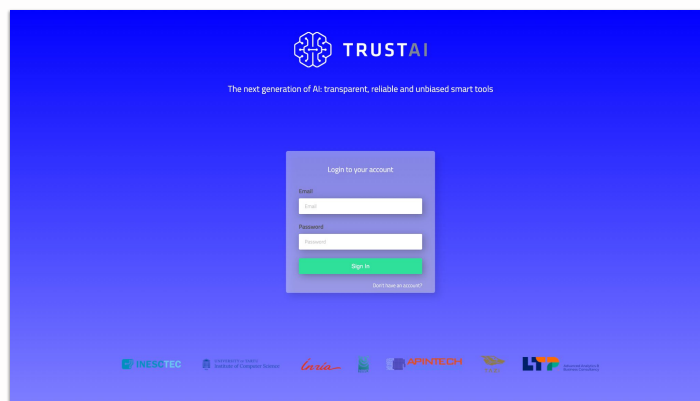 TRUSTAI
The next generation of AI: transparent, reliable and unbiased smart tools
Login to your account
Email
Email
Password
Password
Sign In
Don't have an account?
INESCTEC
Institute of Computer Science
Inria
APINTECH
LTP